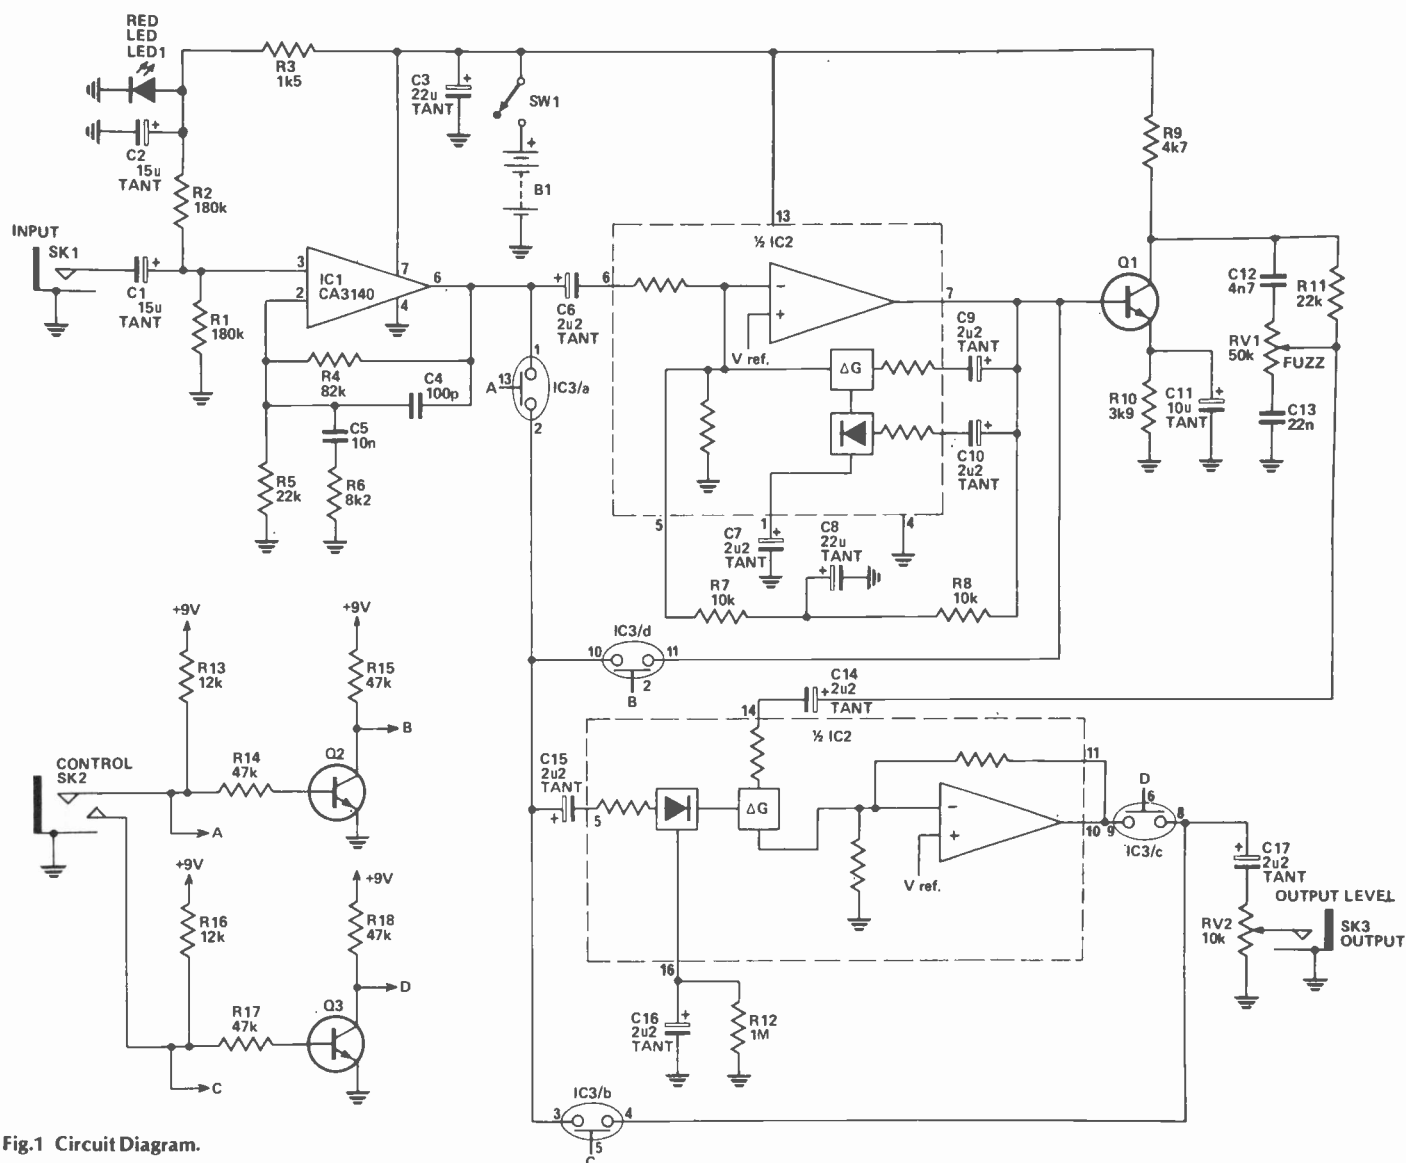 RED
LED
LED1
R3
1k5
C2
15u
TANT
R2
180k
C3
22u
TANT
SW1
B1
R9
4k7
INPUT
SK1
C1
15u
TANT
R1
180k
3
2
IC1
CA3140
7
4
6
R4
82k
C4
100p
C5
10n
R5
22k
R6
8k2
C6
2u2
TANT
1
A
13
IC3/a
2
13
½ IC2
6
V ref.
ΔG
7
C9
2u2
TANT
C10
2u2
TANT
5
1
4
C7
2u2
TANT
C8
22u
TANT
R7
10k
R8
10k
Q1
R10
3k9
C11
10u
TANT
C12
4n7
RV1
50k
FUZZ
R11
22k
C13
22n
IC3/d
10
11
2
B
+9V
R13
12k
+9V
R15
47k
B
R14
47k
Q2
CONTROL
SK2
A
+9V
R16
12k
+9V
R18
47k
D
R17
47k
Q3
C
C14
2u2
TANT
14
½ IC2
C15
2u2
TANT
5
ΔG
V ref.
11
10
9
D
6
8
IC3/c
C17
2u2
TANT
OUTPUT LEVEL
RV2
10k
SK3
OUTPUT
16
C16
2u2
TANT
R12
1M
IC3/b
3
4
5
C
Fig.1 Circuit Diagram.